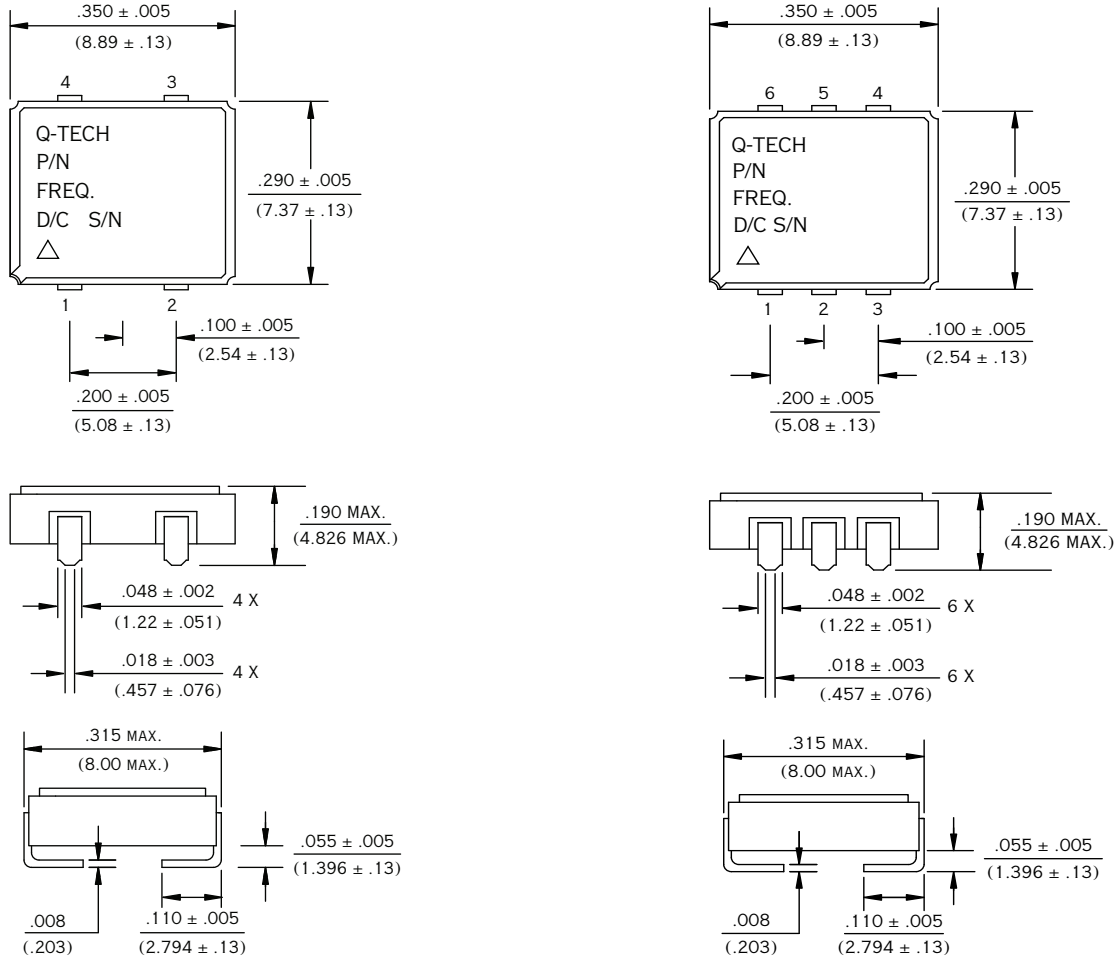 .350 ± .005
(8.89 ± .13)
4 3
Q-TECH
P/N
FREQ.
D/C S/N
1 2
.290 ± .005
(7.37 ± .13)
.100 ± .005
(2.54 ± .13)
.200 ± .005
(5.08 ± .13)
.190 MAX.
(4.826 MAX.)
.048 ± .002
(1.22 ± .051)
4 X
.018 ± .003
(.457 ± .076)
4 X
.315 MAX.
(8.00 MAX.)
.055 ± .005
(1.396 ± .13)
.008
(.203)
.110 ± .005
(2.794 ± .13)
.350 ± .005
(8.89 ± .13)
6 5 4
Q-TECH
P/N
FREQ.
D/C S/N
1 2 3
.290 ± .005
(7.37 ± .13)
.100 ± .005
(2.54 ± .13)
.200 ± .005
(5.08 ± .13)
.190 MAX.
(4.826 MAX.)
.048 ± .002
(1.22 ± .051)
6 X
.018 ± .003
(.457 ± .076)
6 X
.315 MAX.
(8.00 MAX.)
.055 ± .005
(1.396 ± .13)
.008
(.203)
.110 ± .005
(2.794 ± .13)